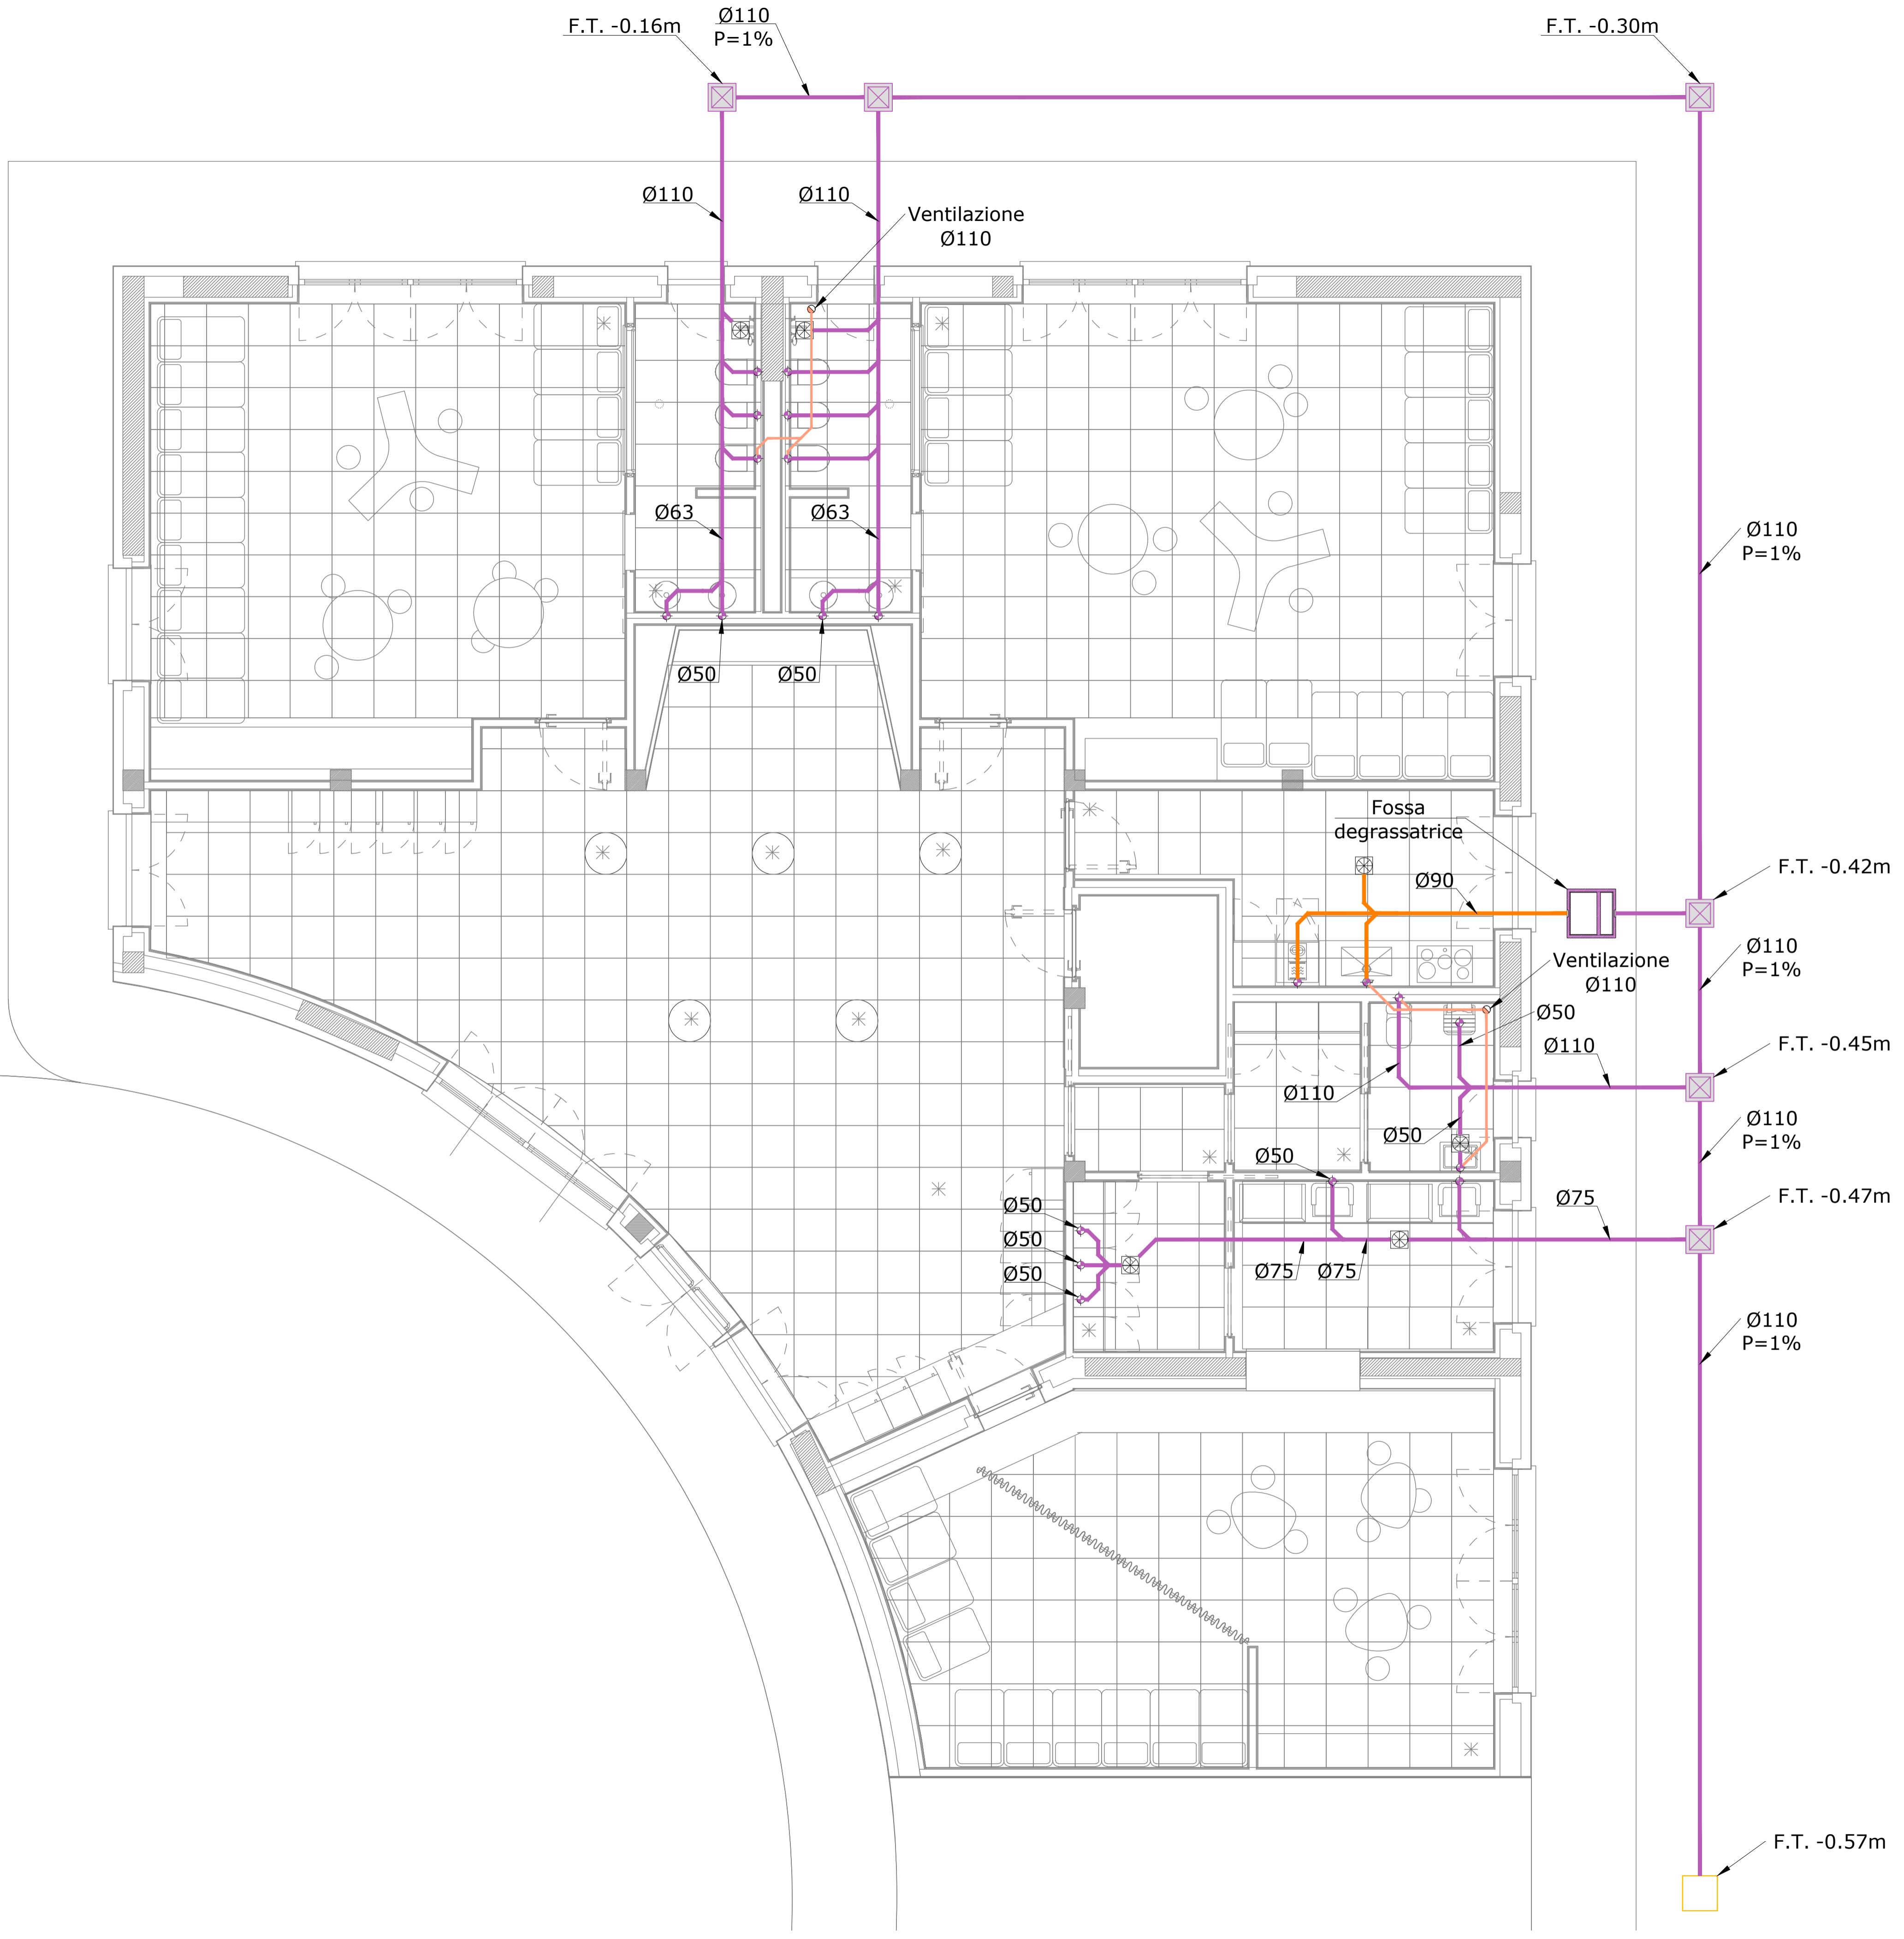 F.T. -0.16m
Ø110
P=1%
F.T. -0.30m
Ø110
Ø110
Ventilazione
Ø110
Ø63
Ø63
Ø110
P=1%
Ø50
Ø50
Fossa
degrassatrice
Ø90
F.T. -0.42m
Ø110
P=1%
Ventilazione
Ø110
Ø50
Ø110
F.T. -0.45m
Ø110
Ø110
P=1%
Ø50
Ø50
F.T. -0.47m
Ø75
Ø50
Ø50
Ø50
Ø75
Ø75
Ø110
P=1%
F.T. -0.57m